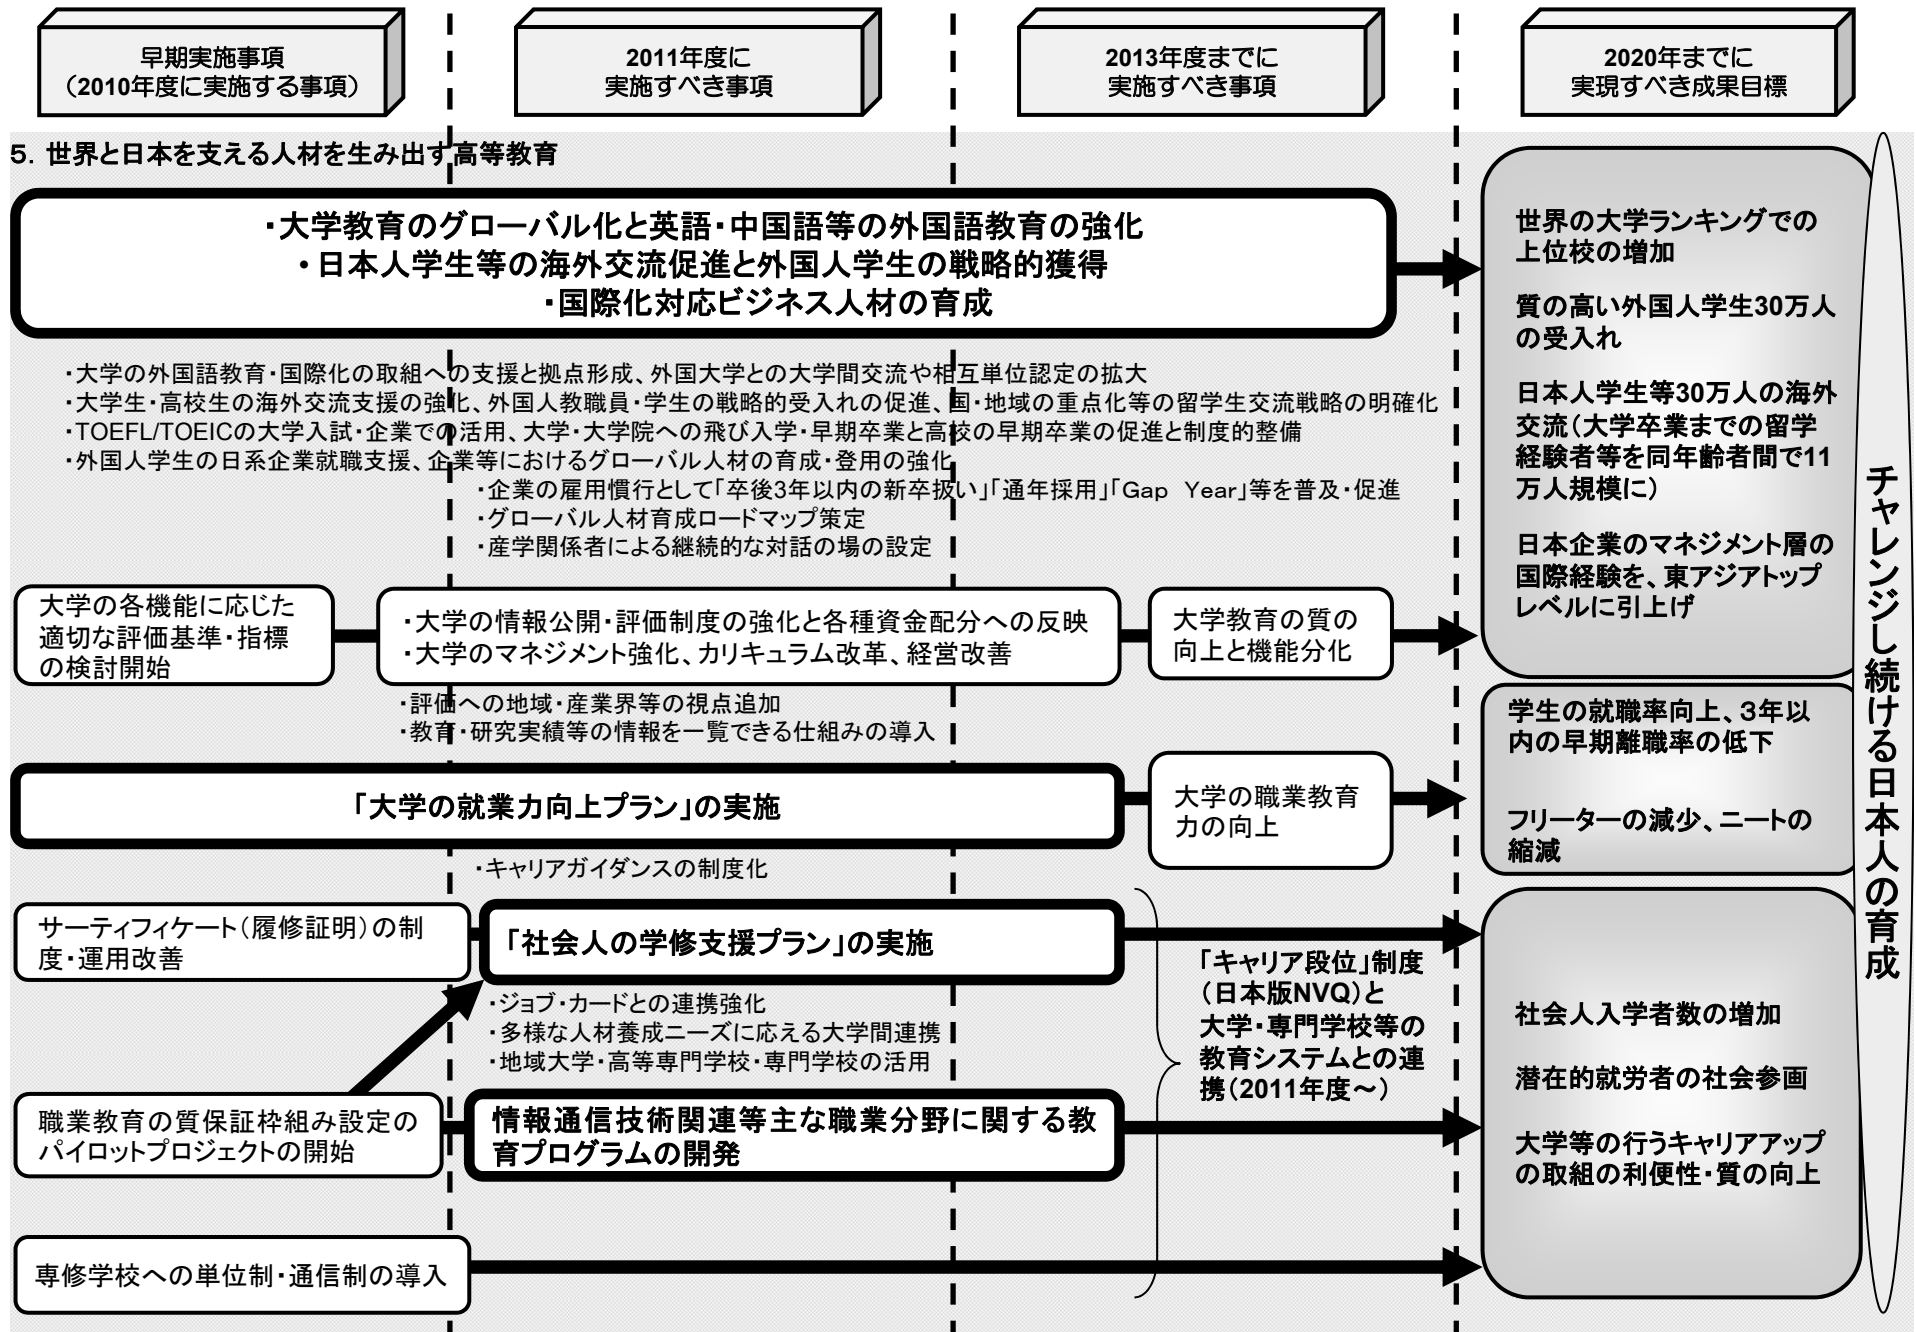 早期実施事項
（2010年度に実施する事項）
2011年度に
実施すべき事項
2013年度までに
実施すべき事項
2020年までに
実現すべき成果目標
５．世界と日本を支える人材を生み出す高等教育
・大学教育のグローバル化と英語・中国語等の外国語教育の強化
・日本人学生等の海外交流促進と外国人学生の戦略的獲得
・国際化対応ビジネス人材の育成
・大学の外国語教育・国際化の取組への支援と拠点形成、外国大学との大学間交流や相互単位認定の拡大
・大学生・高校生の海外交流支援の強化、外国人教職員・学生の戦略的受入れの促進、国・地域の重点化等の留学生交流戦略の明確化
・TOEFL/TOEICの大学入試・企業での活用、大学・大学院への飛び入学・早期卒業と高校の早期卒業の促進と制度的整備
・外国人学生の日系企業就職支援、企業等におけるグローバル人材の育成・登用の強化
・企業の雇用慣行として「卒後3年以内の新卒扱い」「通年採用」「Gap　Year」等を普及・促進
・グローバル人材育成ロードマップ策定
・産学関係者による継続的な対話の場の設定
大学の各機能に応じた
適切な評価基準・指標
の検討開始
・大学の情報公開・評価制度の強化と各種資金配分への反映
・大学のマネジメント強化、カリキュラム改革、経営改善
大学教育の質の
向上と機能分化
・評価への地域・産業界等の視点追加
・教育・研究実績等の情報を一覧できる仕組みの導入
「大学の就業力向上プラン」の実施
大学の職業教育
力の向上
・キャリアガイダンスの制度化
サーティフィケート（履修証明）の制
度・運用改善
「社会人の学修支援プラン」の実施
・ジョブ・カードとの連携強化
・多様な人材養成ニーズに応える大学間連携
・地域大学・高等専門学校・専門学校の活用
職業教育の質保証枠組み設定の
パイロットプロジェクトの開始
情報通信技術関連等主な職業分野に関する教
育プログラムの開発
「キャリア段位」制度
（日本版NVQ）と
大学・専門学校等の
教育システムとの連
携（2011年度～）
専修学校への単位制・通信制の導入
世界の大学ランキングでの
上位校の増加
質の高い外国人学生30万人
の受入れ
日本人学生等30万人の海外
交流（大学卒業までの留学
経験者等を同年齢者間で11
万人規模に）
日本企業のマネジメント層の
国際経験を、東アジアトップ
レベルに引上げ
学生の就職率向上、３年以
内の早期離職率の低下
フリーターの減少、ニートの
縮減
社会人入学者数の増加
潜在的就労者の社会参画
大学等の行うキャリアアップ
の取組の利便性・質の向上
チャレンジし続ける日本人の育成